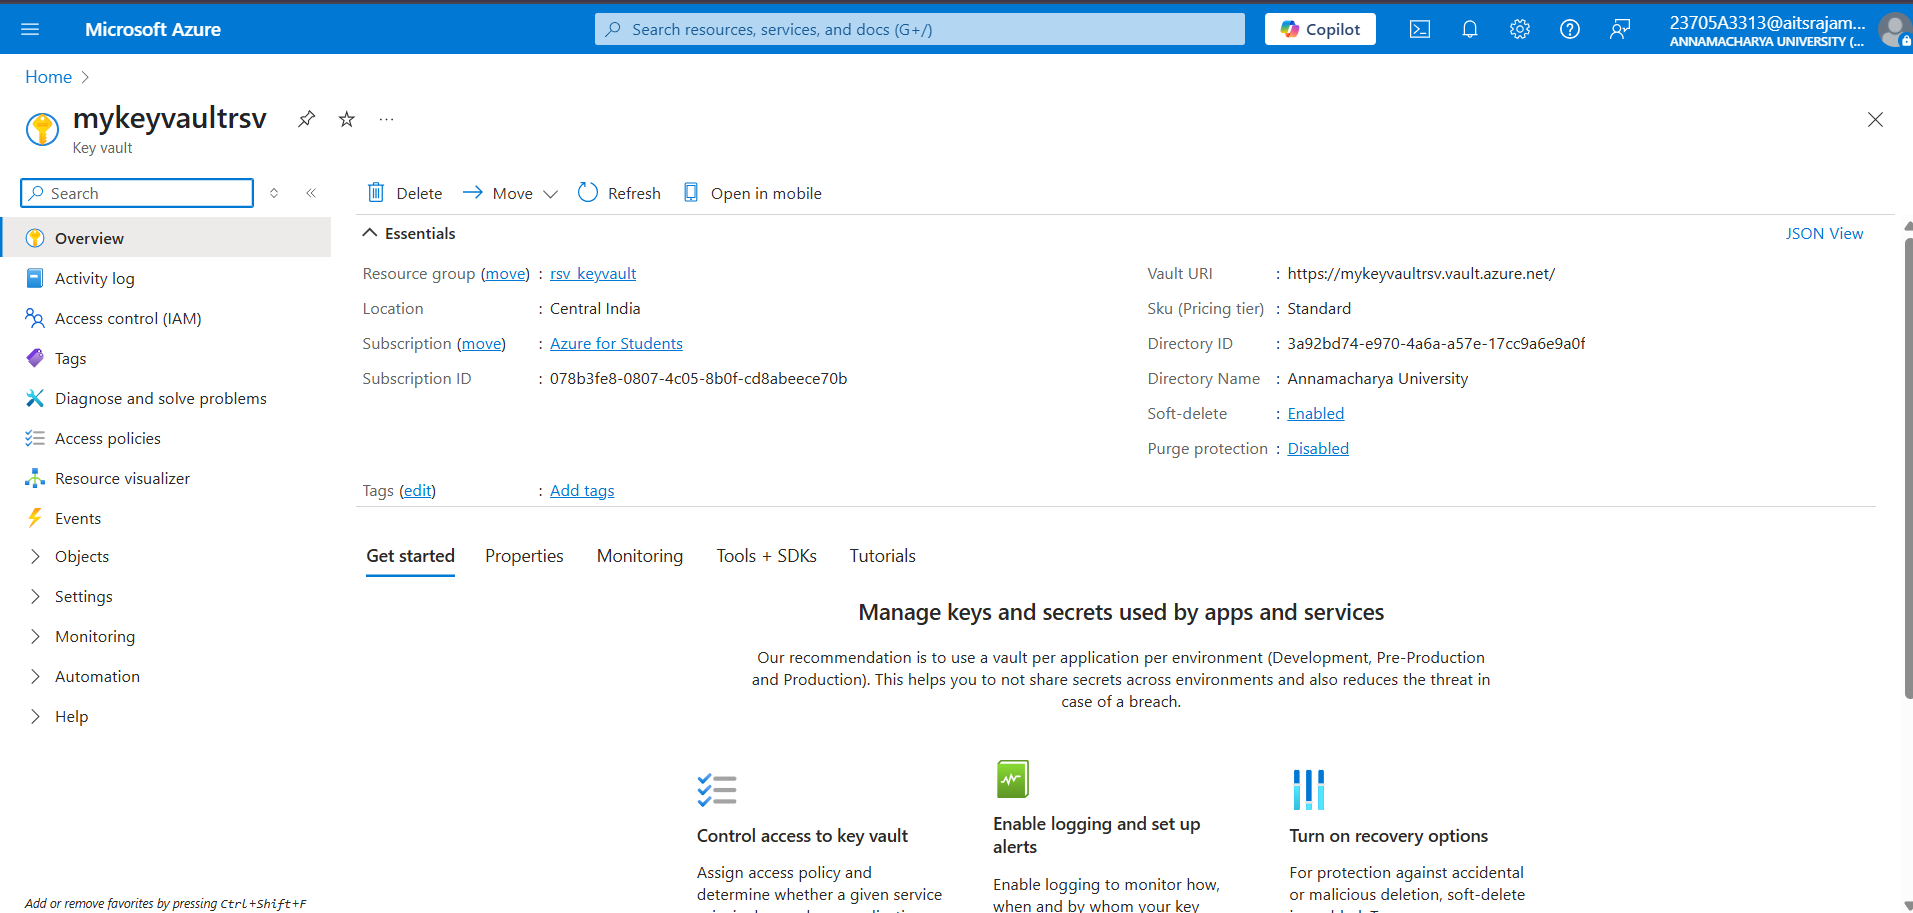 Microsoft Azure
Search resources, services, and docs (G+/)
Copilot
23705A3313@aitsrajam...
ANNAMACHARYA UNIVERSITY (...
Home
mykeyvaultrsv
Key vault
Search
Delete
Move
Refresh
Open in mobile
Overview
Activity log
Access control (IAM)
Tags
Diagnose and solve problems
Access policies
Resource visualizer
Events
Objects
Settings
Monitoring
Automation
Help
Add or remove favorites by pressing Ctrl+Shift+F
Essentials
JSON View
Resource group (move) : rsv_keyvault
Location : Central India
Subscription (move) : Azure for Students
Subscription ID : 078b3fe8-0807-4c05-8b0f-cd8abeece70b
Vault URI : https://mykeyvaultrsv.vault.azure.net/
Sku (Pricing tier) : Standard
Directory ID : 3a92bd74-e970-4a6a-a57e-17cc9a6e9a0f
Directory Name : Annamacharya University
Soft-delete : Enabled
Purge protection : Disabled
Tags (edit) : Add tags
Get started
Properties
Monitoring
Tools + SDKs
Tutorials
Manage keys and secrets used by apps and services
Our recommendation is to use a vault per application per environment (Development, Pre-Production
and Production). This helps you to not share secrets across environments and also reduces the threat in
case of a breach.
Control access to key vault
Assign access policy and
determine whether a given service
Enable logging and set up
alerts
Enable logging to monitor how,
when and by whom your key
Turn on recovery options
For protection against accidental
or malicious deletion, soft-delete